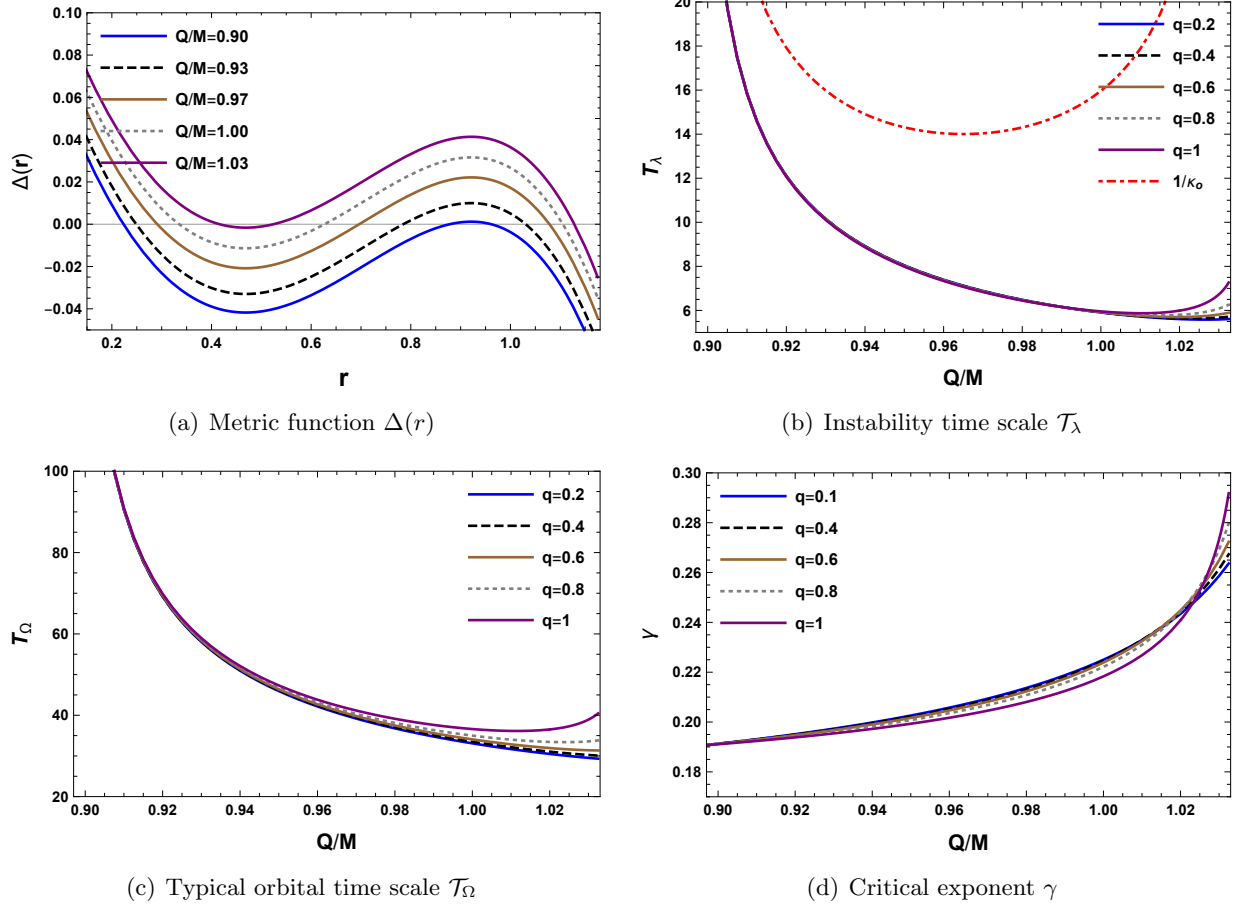 0.10
0.08
0.06
0.04
0.02
0.00
−0.02
−0.04
Δ(r)
Q/M=0.90
Q/M=0.93
Q/M=0.97
Q/M=1.00
Q/M=1.03
0.2 0.4 0.6 0.8 1.0
r
(a) Metric function Δ(r)
20
18
16
14
12
10
8
6
T_λ
q=0.2
q=0.4
q=0.6
q=0.8
q=1
1/κ_o
0.90 0.92 0.94 0.96 0.98 1.00 1.02
Q/M
(b) Instability time scale 𝒯_λ
100
80
60
40
20
T_Ω
q=0.2
q=0.4
q=0.6
q=0.8
q=1
0.90 0.92 0.94 0.96 0.98 1.00 1.02
Q/M
(c) Typical orbital time scale 𝒯_Ω
0.30
0.28
0.26
0.24
0.22
0.20
0.18
γ
q=0.1
q=0.4
q=0.6
q=0.8
q=1
0.90 0.92 0.94 0.96 0.98 1.00 1.02
Q/M
(d) Critical exponent γ